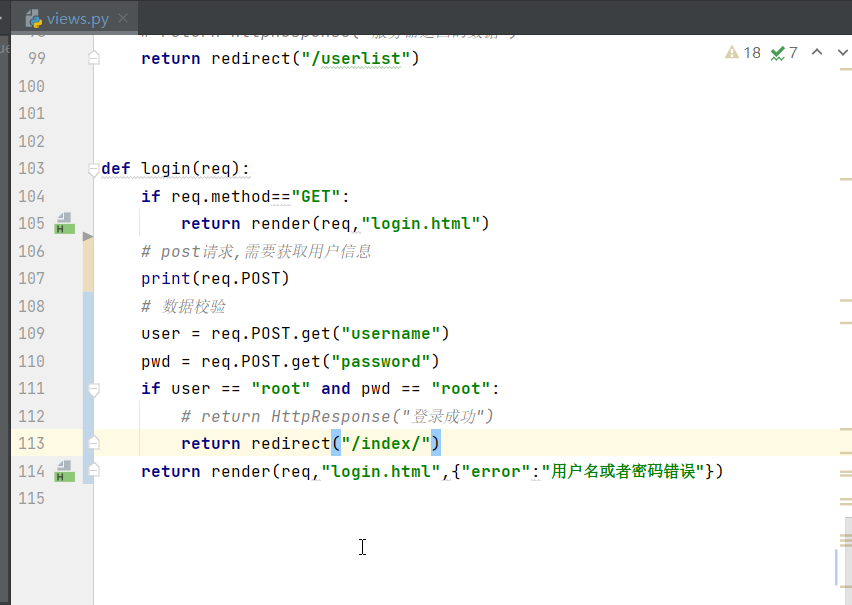 views.py
18 7
99 return redirect("/userlist")
100
101
102
103 def login(req):
104 if req.method=="GET":
105 return render(req,"login.html")
106 # post请求,需要获取用户信息
107 print(req.POST)
108 # 数据校验
109 user = req.POST.get("username")
110 pwd = req.POST.get("password")
111 if user == "root" and pwd == "root":
112 # return HttpResponse("登录成功")
113 return redirect("/index/")
114 return render(req,"login.html",{"error":"用户名或者密码错误"})
115